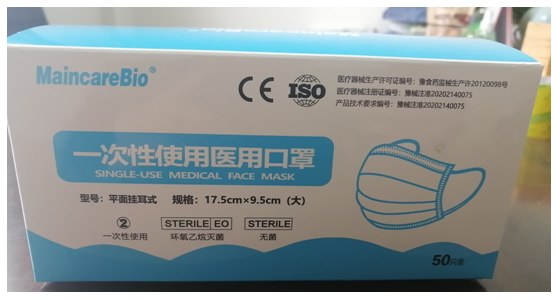 MaincareBio®
CE ISO
医疗器械生产许可证编号：豫食药监械生产许20120098号
医疗器械注册证编号：豫械注准20202140075
产品技术要求编号：豫械注准20202140075
一次性使用医用口罩
SINGLE-USE MEDICAL FACE MASK
型号：平面挂耳式 规格：17.5cm×9.5cm（大）
② STERILE EO STERILE
一次性使用 环氧乙烷灭菌 无菌
50只装